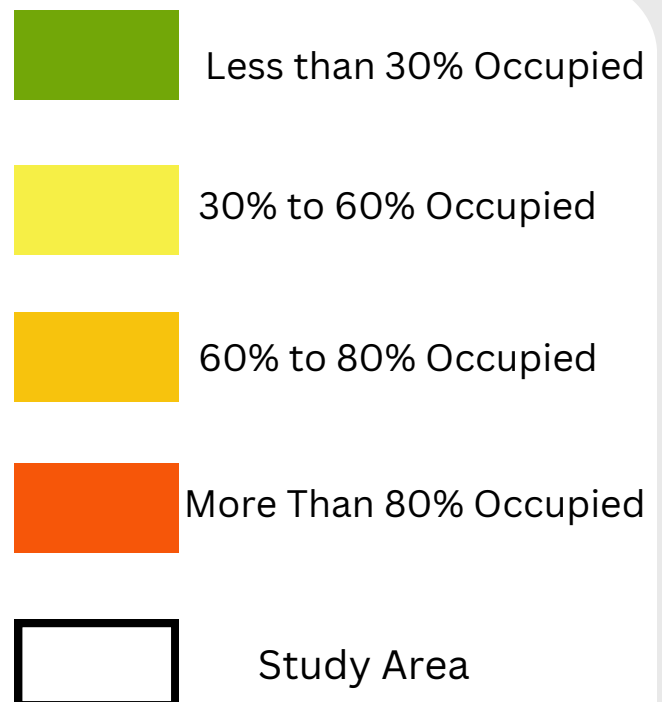 Less than 30% Occupied
30% to 60% Occupied
60% to 80% Occupied
More Than 80% Occupied
Study Area